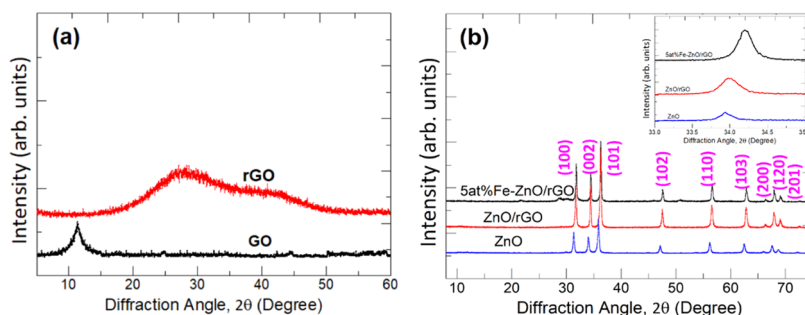 (a)
Intensity (arb. units)
rGO
GO
10 20 30 40 50 60
Diffraction Angle, 2θ (Degree)
(b)
Intensity (arb. units)
5at%Fe-ZnO/rGO
ZnO/rGO
ZnO
Intensity (arb. units)
33.0 33.5 34.0 34.5 35.
Diffraction Angle, 2θ (Degree)
(100)
(002)
(101)
(102)
(110)
(103)
(200)
(120)
(201)
5at%Fe-ZnO/rGO
ZnO/rGO
ZnO
10 20 30 40 50 60 70
Diffraction Angle, 2θ (Degree)